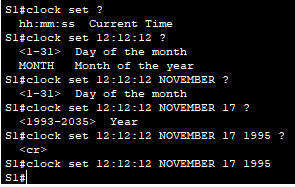 S1#clock set ?
  hh:mm:ss  Current Time
S1#clock set 12:12:12 ?
  <1-31>  Day of the month
  MONTH   Month of the year
S1#clock set 12:12:12 NOVEMBER ?
  <1-31>  Day of the month
S1#clock set 12:12:12 NOVEMBER 17 ?
  <1993-2035>  Year
S1#clock set 12:12:12 NOVEMBER 17 1995 ?
  <cr>
S1#clock set 12:12:12 NOVEMBER 17 1995
S1#